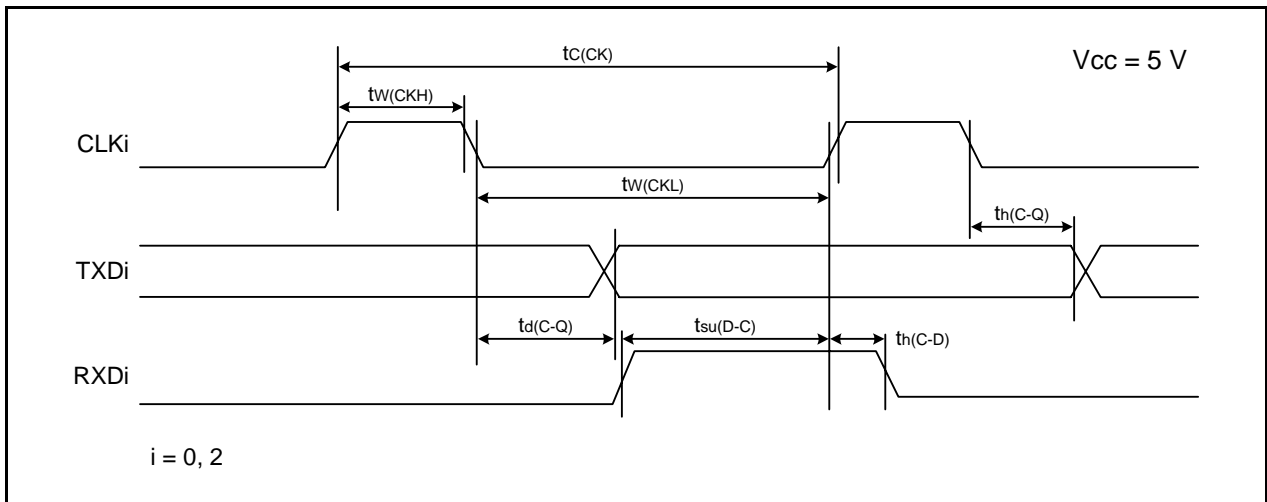 tC(CK)
Vcc = 5 V
tW(CKH)
CLKi
tW(CKL)
th(C-Q)
TXDi
td(C-Q)
tsu(D-C)
th(C-D)
RXDi
i = 0, 2